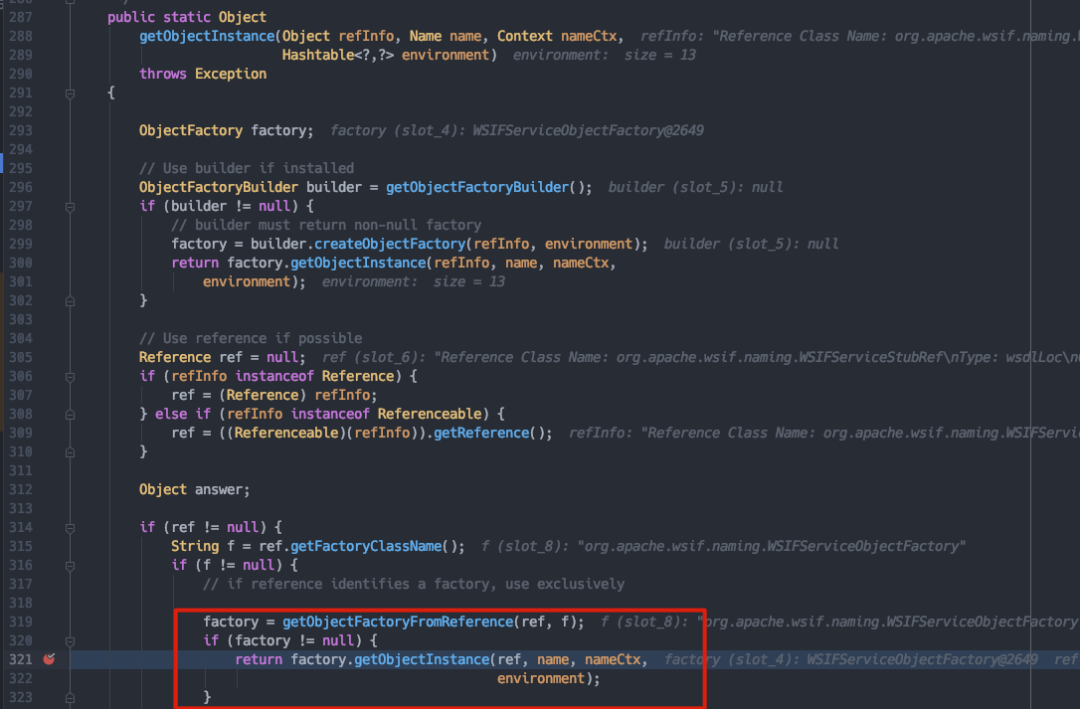 287 public static Object
288 getObjectInstance(Object refInfo, Name name, Context nameCtx, refInfo: "Reference Class Name: org.apache.wsif.naming.
289 Hashtable<?,?> environment) environment: size = 13
290 throws Exception
291 {
292
293 ObjectFactory factory; factory (slot_4): WSIFServiceObjectFactory@2649
294
295 // Use builder if installed
296 ObjectFactoryBuilder builder = getObjectFactoryBuilder(); builder (slot_5): null
297 if (builder != null) {
298 // builder must return non-null factory
299 factory = builder.createObjectFactory(refInfo, environment); builder (slot_5): null
300 return factory.getObjectInstance(refInfo, name, nameCtx,
301 environment); environment: size = 13
302 }
303
304 // Use reference if possible
305 Reference ref = null; ref (slot_6): "Reference Class Name: org.apache.wsif.naming.WSIFServiceStubRef\nType: wsdlLoc\n
306 if (refInfo instanceof Reference) {
307 ref = (Reference) refInfo;
308 } else if (refInfo instanceof Referenceable) {
309 ref = ((Referenceable)(refInfo)).getReference(); refInfo: "Reference Class Name: org.apache.wsif.naming.WSIFServi
310 }
311
312 Object answer;
313
314 if (ref != null) {
315 String f = ref.getFactoryClassName(); f (slot_8): "org.apache.wsif.naming.WSIFServiceObjectFactory"
316 if (f != null) {
317 // if reference identifies a factory, use exclusively
318
319 factory = getObjectFactoryFromReference(ref, f); f (slot_8): "org.apache.wsif.naming.WSIFServiceObjectFactory
320 if (factory != null) {
321 return factory.getObjectInstance(ref, name, nameCtx, factory (slot_4): WSIFServiceObjectFactory@2649 ref
322 environment);
323 }